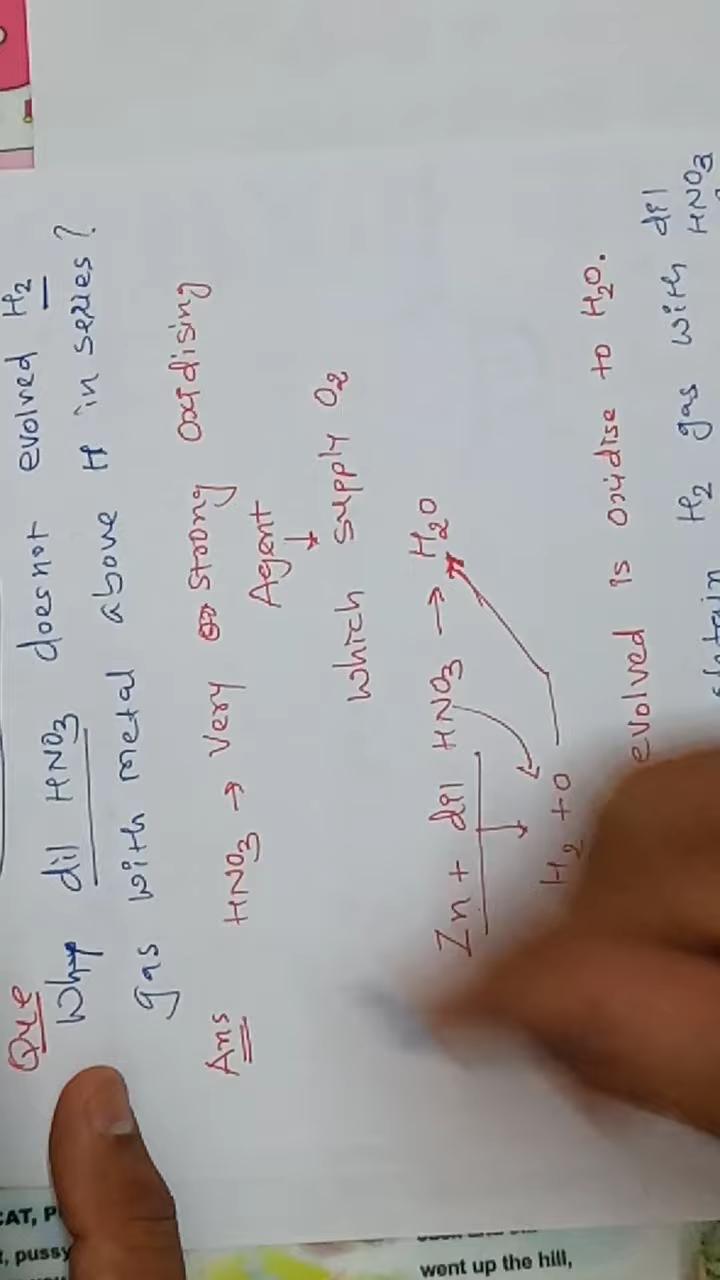 Que
Why dil HNO3 does not evolved H2
gas with metal above H in series?
Ans HNO3 → Very Strong oxidising
Agent
↓
which supply O2
Zn + dil HNO3 → H2O
H2 + O
evolved is oxidise to H2O.
H2 gas with dil
HNO3
CAT, P
, pussy
went up the hill,